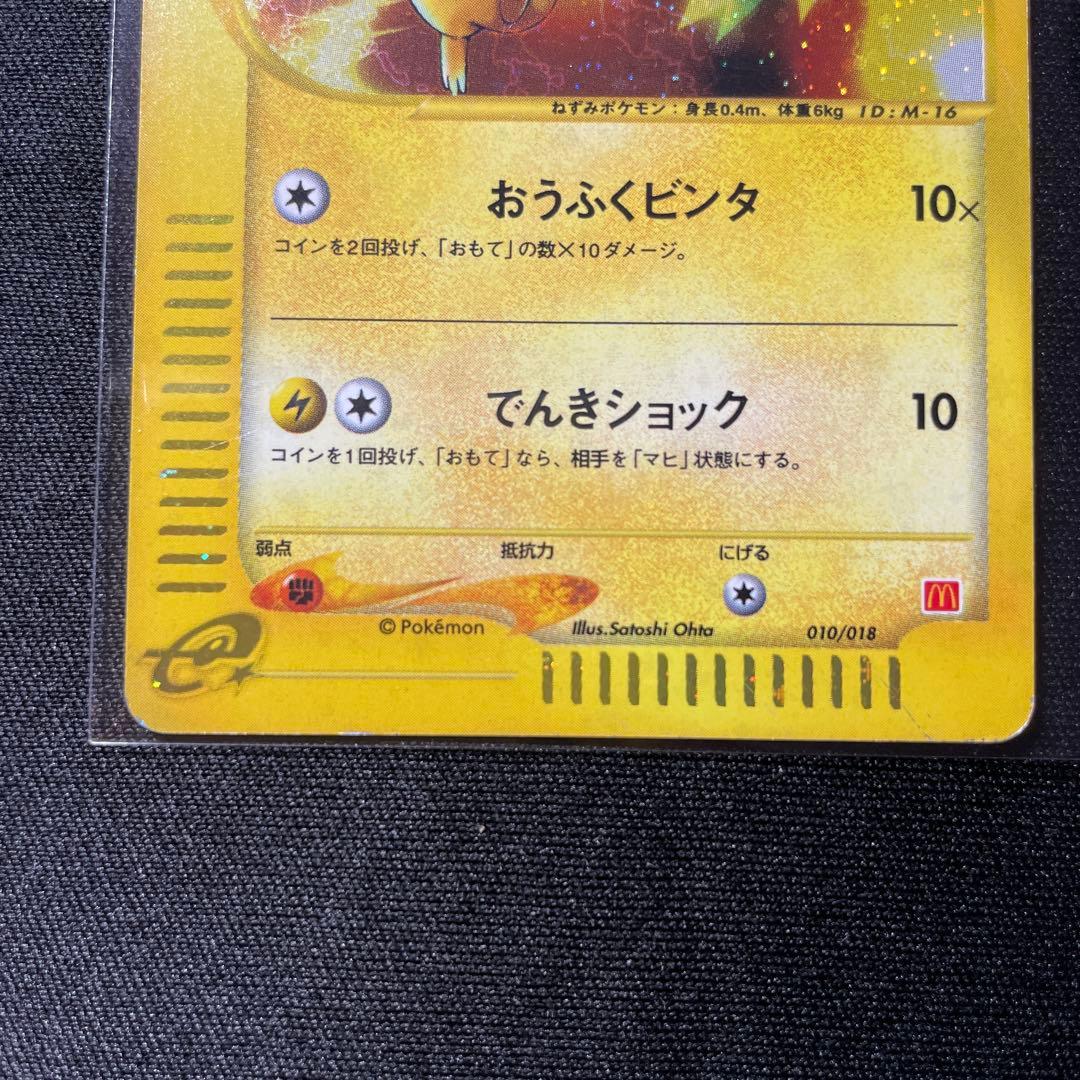 ねずみポケモン：身長0.4m、体重6kg ID:M-16
おうふくビンタ 10×
コインを2回投げ、「おもて」の数×10ダメージ。
でんきショック 10
コインを1回投げ、「おもて」なら、相手を「マヒ」状態にする。
弱点 抵抗力 にげる
© Pokémon Illus.Satoshi Ohta 010/018